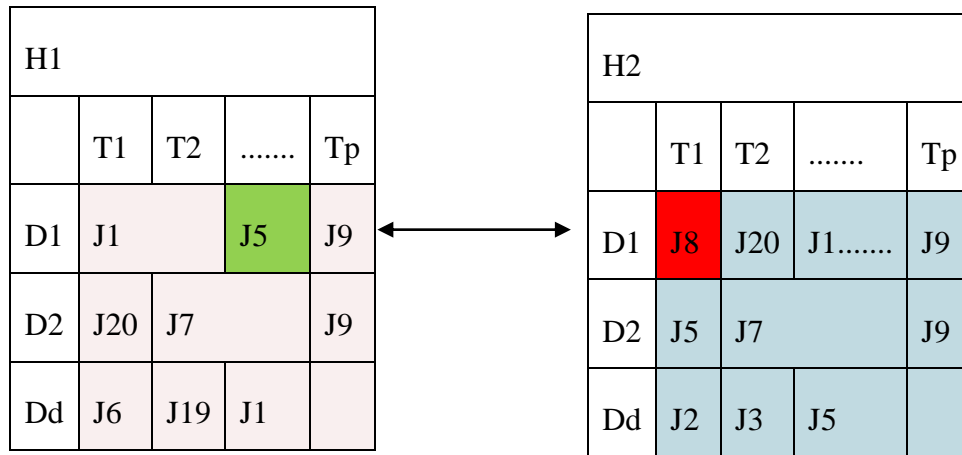 H1
T1 T2 ....... Tp
D1 J1 J5 J9
D2 J20 J7 J9
Dd J6 J19 J1
H2
T1 T2 ....... Tp
D1 J8 J20 J1....... J9
D2 J5 J7 J9
Dd J2 J3 J5